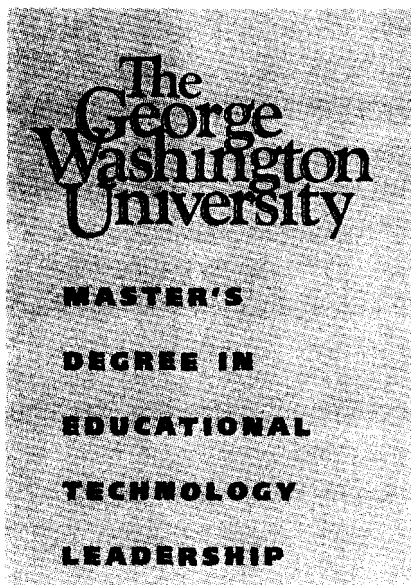 The
George
Washington
University
MASTER'S
DEGREE IN
EDUCATIONAL
TECHNOLOGY
LEADERSHIP